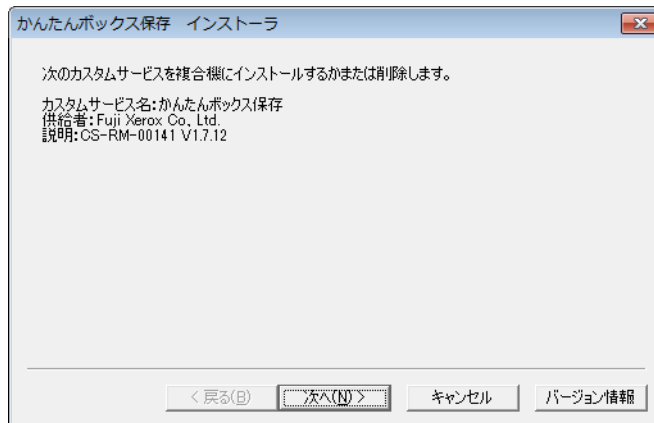 かんたんボックス保存　インストーラ
次のカスタムサービスを複合機にインストールするかまたは削除します。
カスタムサービス名：かんたんボックス保存
供給者：Fuji Xerox Co., Ltd.
説明：CS-RM-00141 V1.7.12
< 戻る(B)
次へ(N) >
キャンセル
バージョン情報